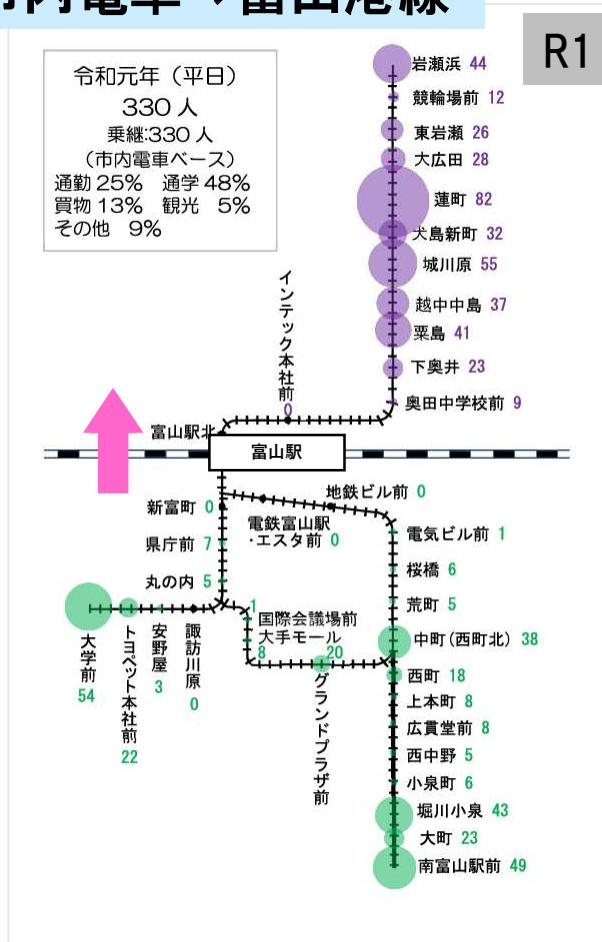 市内電車→富山港線
R1
令和元年（平日）
330人
乗継:330人
（市内電車ベース）
通勤25%　通学48%
買物13%　観光　5%
その他　9%
岩瀬浜 44
競輪場前 12
東岩瀬 26
大広田 28
蓮町 82
犬島新町 32
城川原 55
越中中島 37
粟島 41
下奥井 23
奥田中学校前 9
インテック本社前
0
富山駅北
富山駅
地鉄ビル前 0
新富町 0
電鉄富山駅
・エスタ前 0
電気ビル前 1
県庁前 7
桜橋 6
丸の内 5
荒町 5
1
国際会議場前
大手モール
中町(西町北) 38
8
20
大学前
54
トヨペット本社前
22
安野屋
3
諏訪川原
0
グランドプラザ前
西町 18
上本町 8
広貫堂前 8
西中野 5
小泉町 6
堀川小泉 43
大町 23
南富山駅前 49